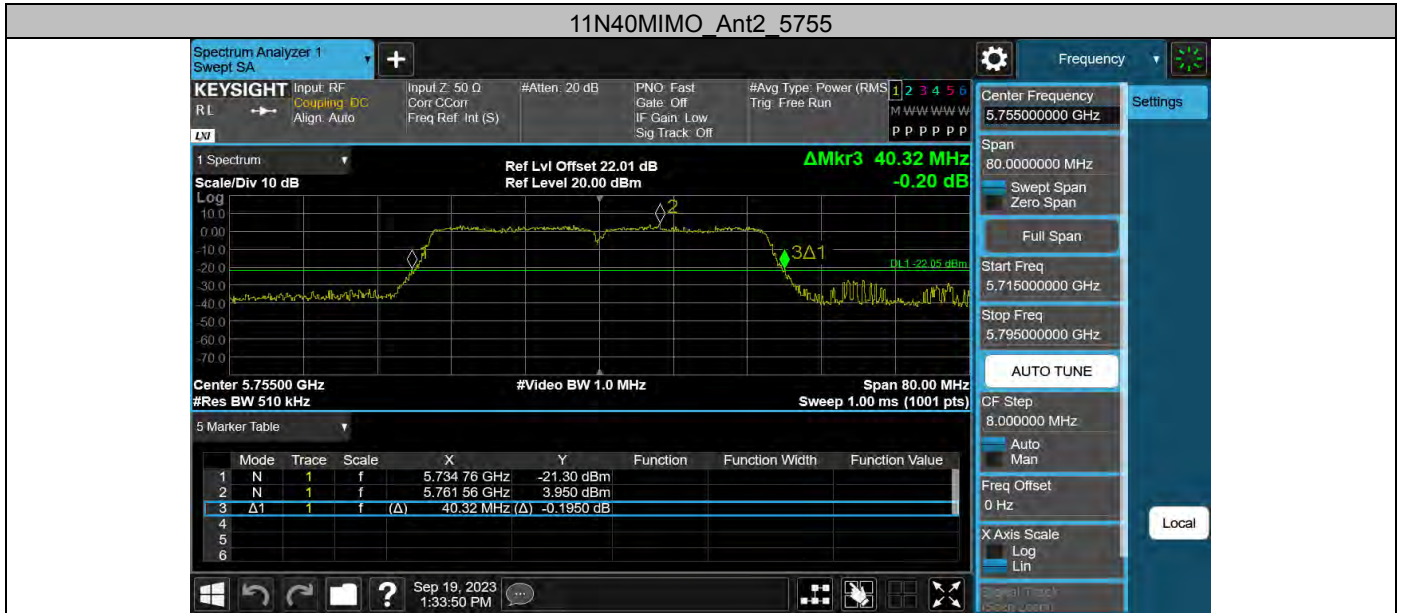 11N40MIMO_Ant2_5755
Spectrum Analyzer 1
Swept SA
+
Frequency
KEYSIGHT
RL
LXI
Input: RF
Coupling: DC
Align: Auto
Input Z: 50 Ω
Corr CCorr
Freq Ref: Int (S)
#Atten: 20 dB
PNO: Fast
Gate: Off
IF Gain: Low
Sig Track: Off
#Avg Type: Power (RMS
Trig: Free Run
1 2 3 4 5 6
M W W W W W
P P P P P P
1 Spectrum
Scale/Div 10 dB
Ref Lvl Offset 22.01 dB
Ref Level 20.00 dBm
ΔMkr3 40.32 MHz
-0.20 dB
Log
10.0
0.00
-10.0
-20.0
-30.0
-40.0
-50.0
-60.0
-70.0
1
2
3Δ1
DL1 -22.05 dBm
Center 5.75500 GHz
#Video BW 1.0 MHz
Span 80.00 MHz
#Res BW 510 kHz
Sweep 1.00 ms (1001 pts)
5 Marker Table
Mode Trace Scale X Y Function Function Width Function Value
1 N 1 f 5.734 76 GHz -21.30 dBm
2 N 1 f 5.761 56 GHz 3.950 dBm
3 Δ1 1 f (Δ) 40.32 MHz (Δ) -0.1950 dB
4
5
6
?
Sep 19, 2023
1:33:50 PM
Center Frequency
5.755000000 GHz
Settings
Span
80.0000000 MHz
Swept Span
Zero Span
Full Span
Start Freq
5.715000000 GHz
Stop Freq
5.795000000 GHz
AUTO TUNE
CF Step
8.000000 MHz
Auto
Man
Freq Offset
0 Hz
X Axis Scale
Log
Lin
Local
Signal Track
(Span Zoom)